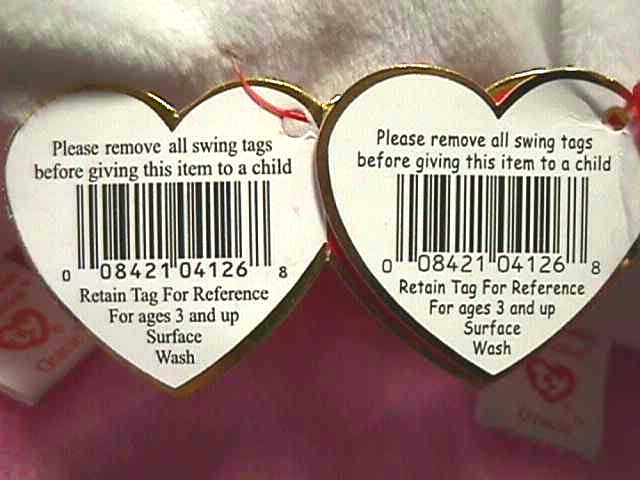 Please remove all swing tags
before giving this item to a child
0 08421 04126 8
Retain Tag For Reference
For ages 3 and up
Surface
Wash
Please remove all swing tags
before giving this item to a child
0 08421 04126 8
Retain Tag For Reference
For ages 3 and up
Surface
Wash